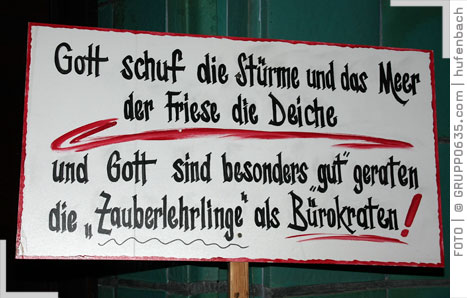 Gott schuf die Stürme und das Meer
der Friese die Deiche
und Gott sind besonders "gut" geraten
die „Zauberlehrlinge" als Bürokraten!
FOTO | © GRUPPO635.com | hufenbach